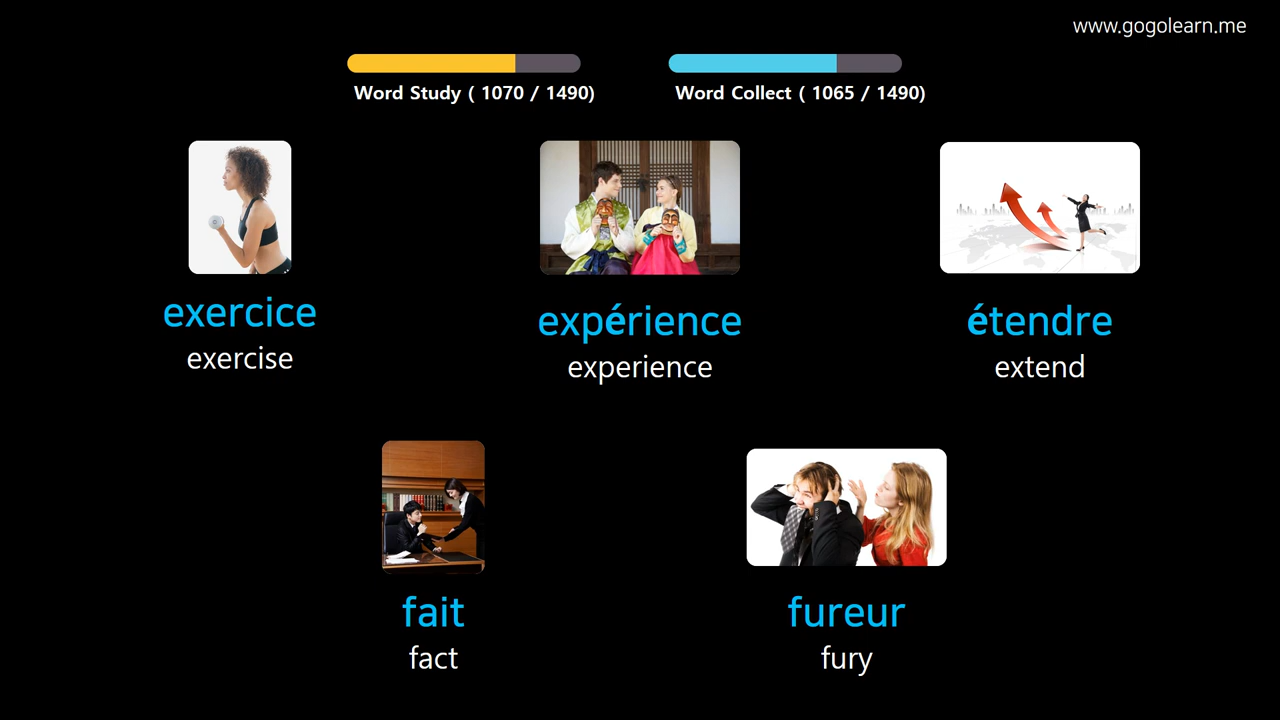 www.gogolearn.me
Word Study ( 1070 / 1490)
Word Collect ( 1065 / 1490)
exercice
exercise
expérience
experience
étendre
extend
fait
fact
fureur
fury